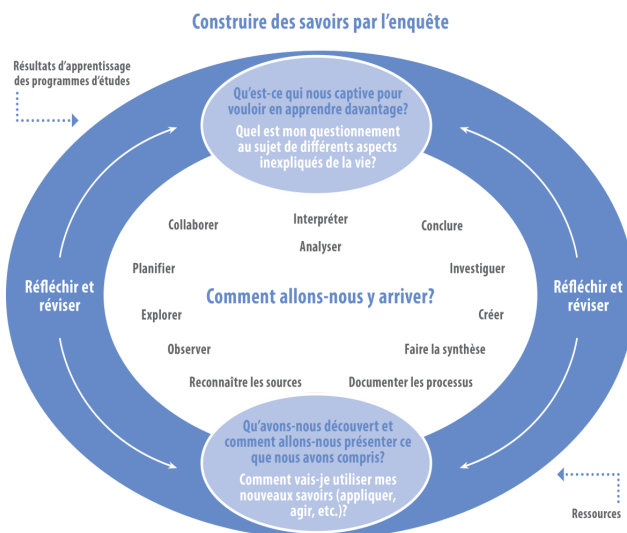 Construire des savoirs par l'enquête
Résultats d'apprentissage
des programmes d'études
Qu'est-ce qui nous captive pour
vouloir en apprendre davantage?
Quel est mon questionnement
au sujet de différents aspects
inexpliqués de la vie?
Collaborer
Interpréter
Conclure
Analyser
Planifier
Investiguer
Réfléchir et
réviser
Comment allons-nous y arriver?
Réfléchir et
réviser
Explorer
Créer
Observer
Faire la synthèse
Reconnaître les sources
Documenter les processus
Qu'avons-nous découvert et
comment allons-nous présenter ce
que nous avons compris?
Comment vais-je utiliser mes
nouveaux savoirs (appliquer,
agir, etc.)?
Ressources